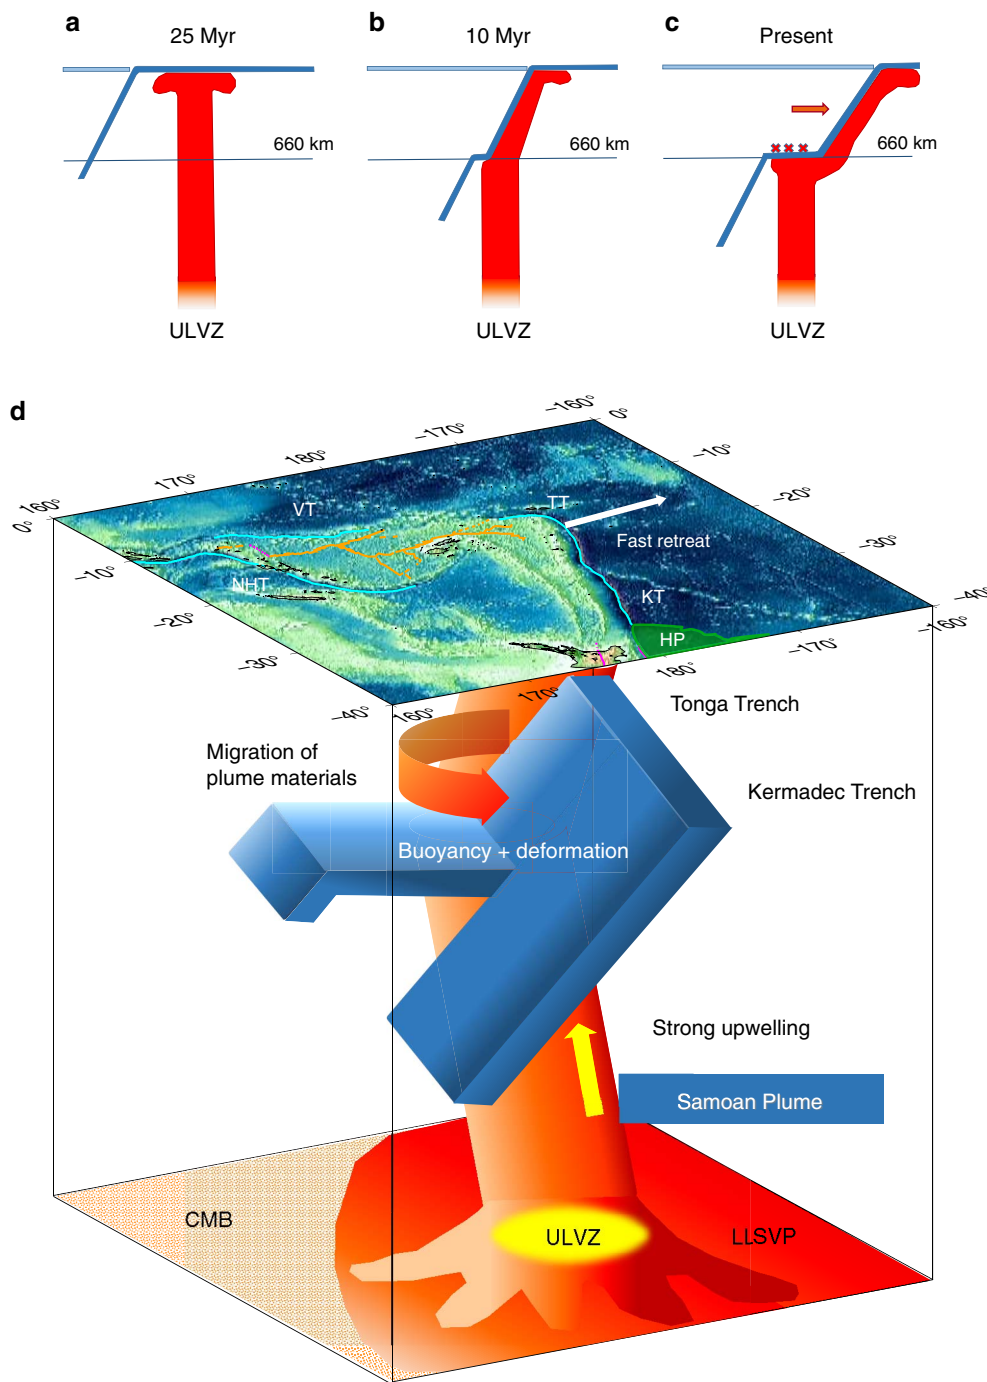 a
25 Myr
660 km
ULVZ
b
10 Myr
660 km
ULVZ
c
Present
660 km
ULVZ
d
160°
170°
180°
−170°
−160°
0°
0°
−10°
−10°
−20°
−20°
−30°
−30°
−40°
−40°
160°
170°
180°
−170°
−160°
VT
TT
Fast retreat
NHT
KT
HP
Tonga Trench
Migration of
plume materials
Kermadec Trench
Buoyancy + deformation
Strong upwelling
Samoan Plume
CMB
ULVZ
LLSVP